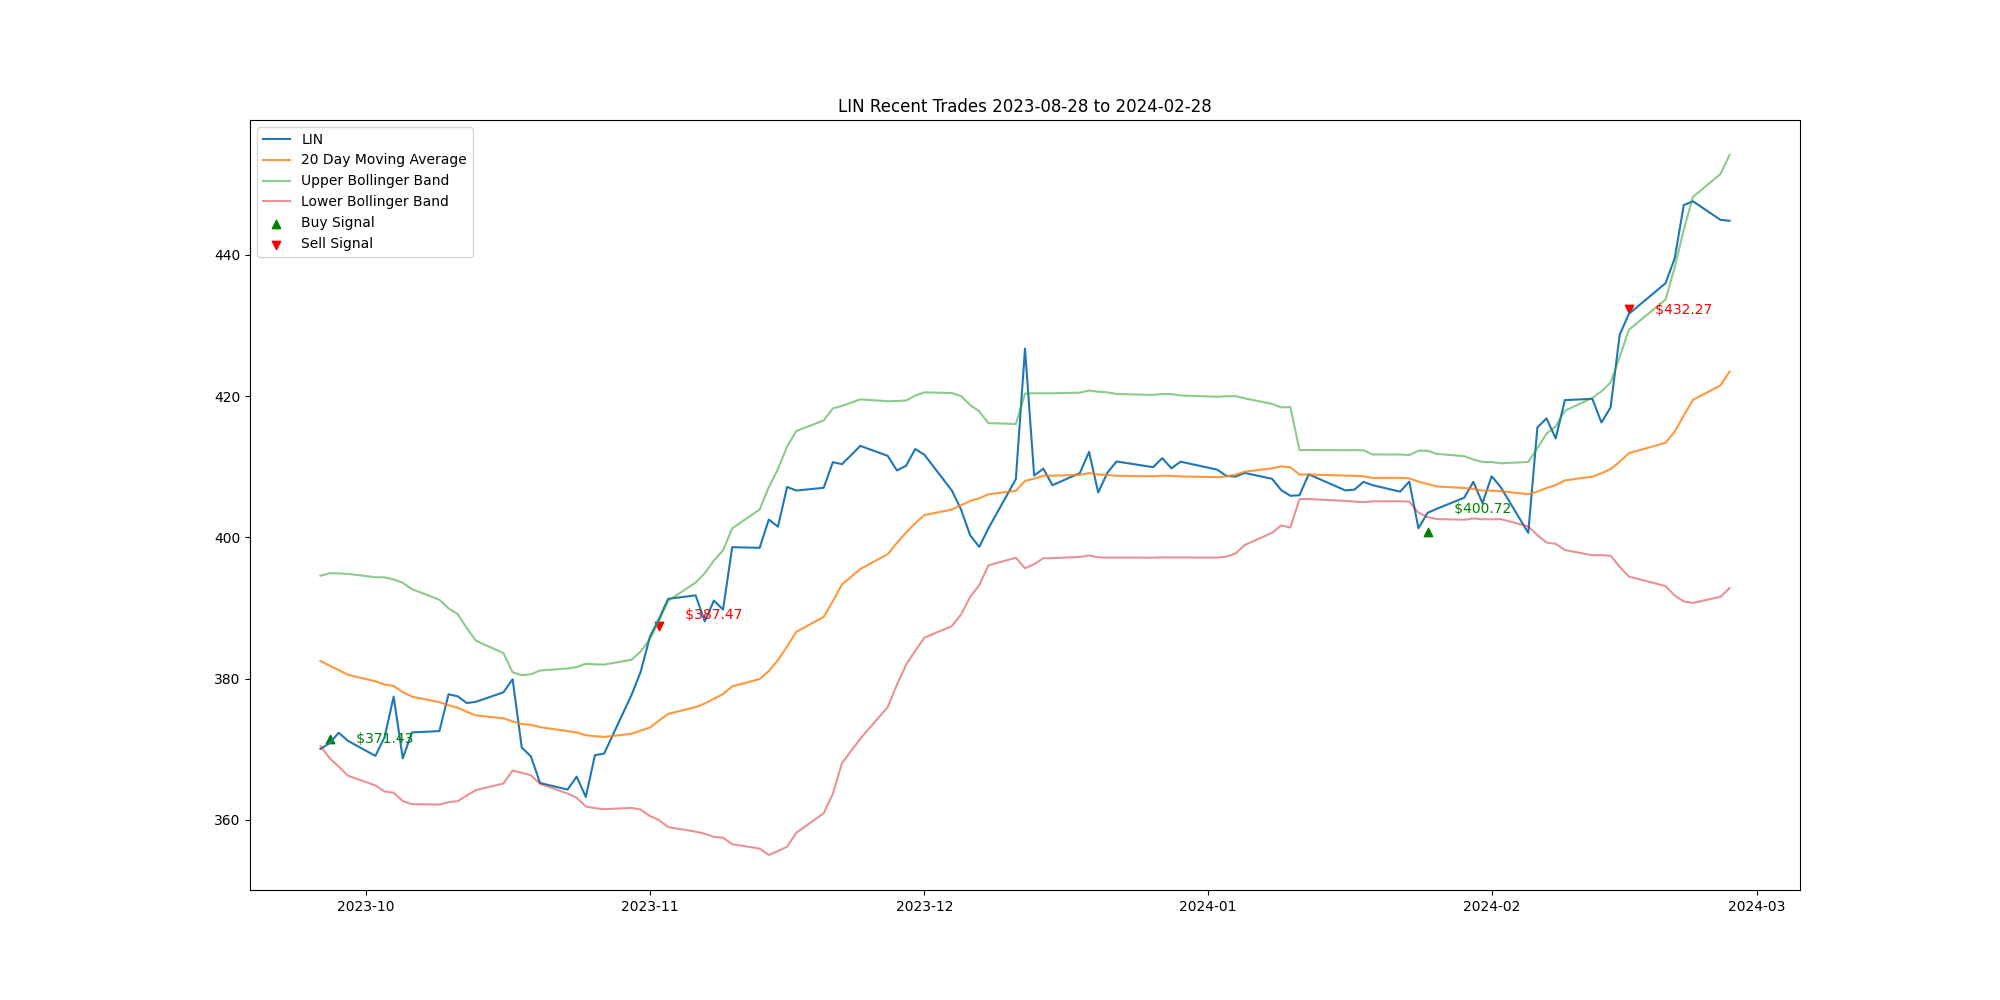 LIN Recent Trades 2023-08-28 to 2024-02-28
LIN
20 Day Moving Average
Upper Bollinger Band
Lower Bollinger Band
Buy Signal
Sell Signal
440
420
400
380
360
$432.27
$400.72
$387.47
$371.43
2023-10
2023-11
2023-12
2024-01
2024-02
2024-03